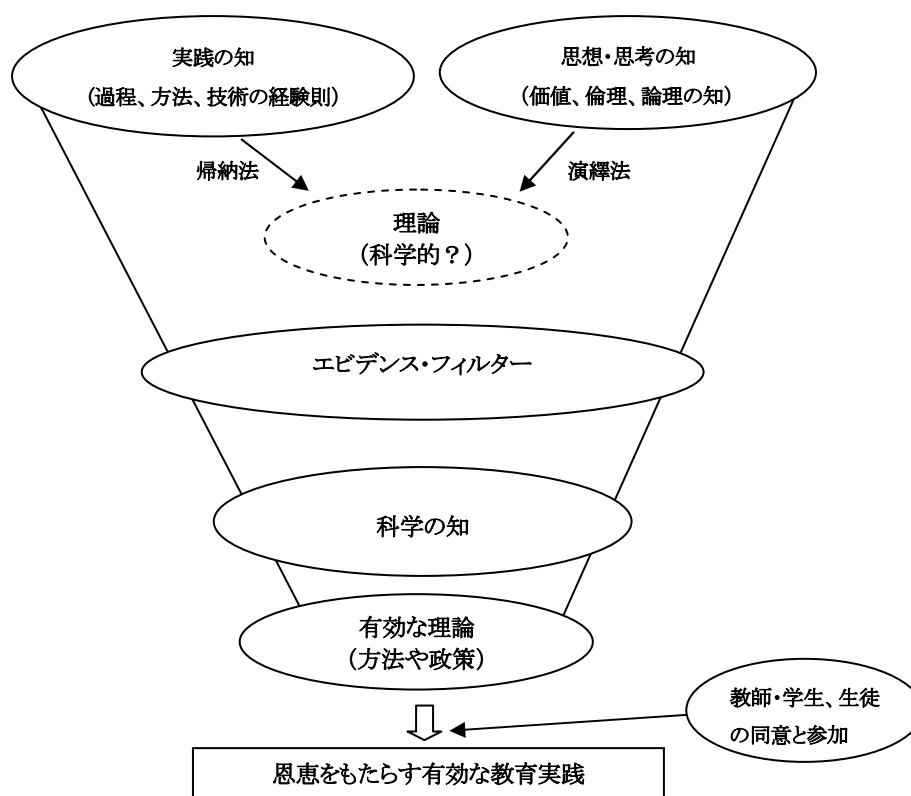 実践の知
(過程、方法、技術の経験則)
思想・思考の知
(価値、倫理、論理の知)
帰納法
演繹法
理論
(科学的？)
エビデンス・フィルター
科学の知
有効な理論
(方法や政策)
教師・学生、生徒
の同意と参加
恩恵をもたらす有効な教育実践